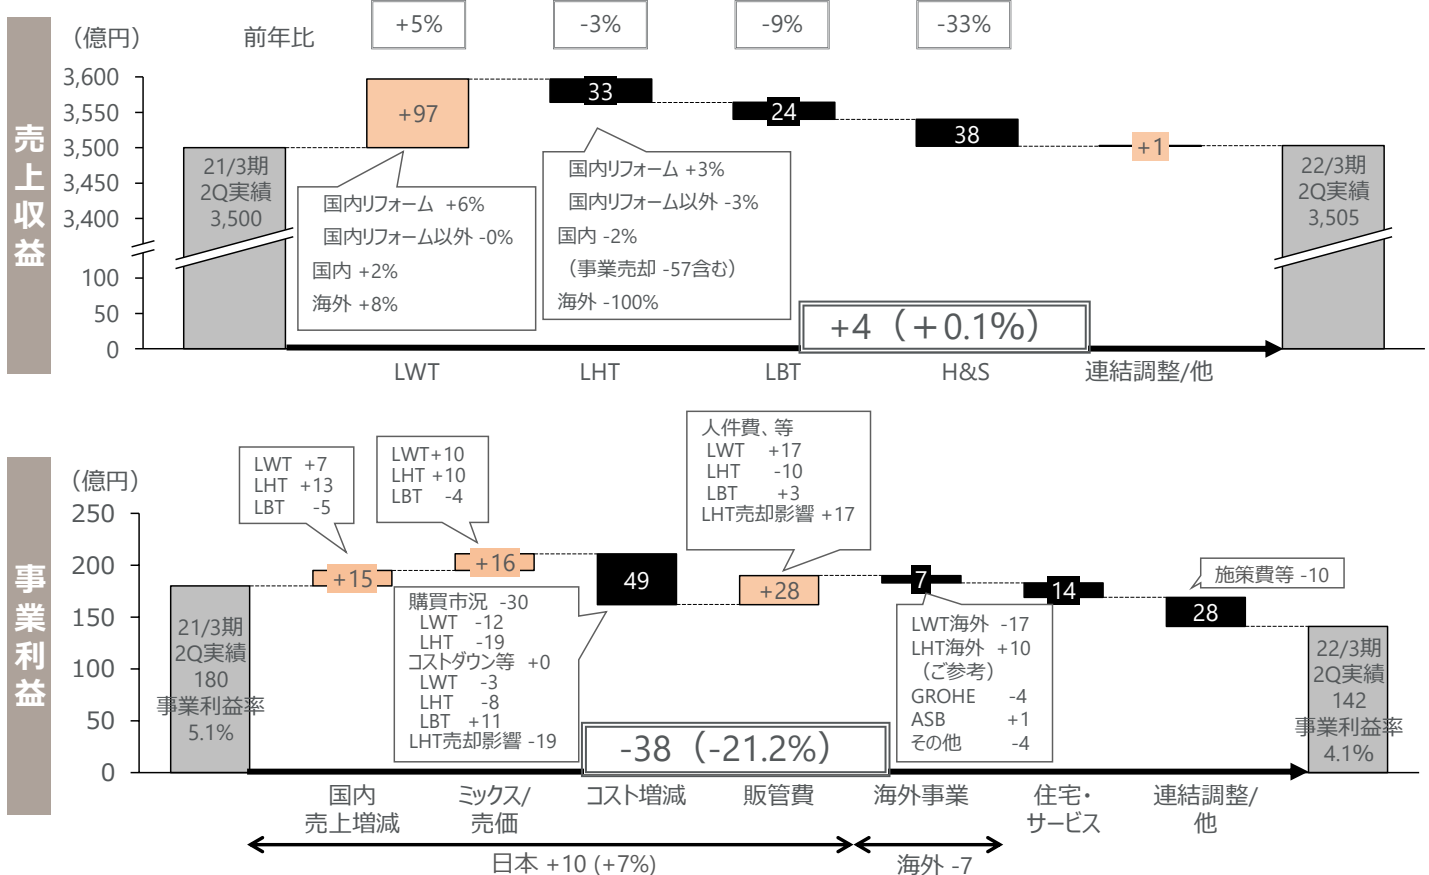 売上収益
（億円）
前年比
+5%
-3%
-9%
-33%
3,600
3,550
3,500
3,450
3,400
100
50
0
21/3期
2Q実績
3,500
+97
33
24
38
+1
22/3期
2Q実績
3,505
国内リフォーム +6%
国内リフォーム以外 -0%
国内 +2%
海外 +8%
国内リフォーム +3%
国内リフォーム以外 -3%
国内 -2%
（事業売却 -57含む）
海外 -100%
+4（＋0.1%）
LWT
LHT
LBT
H&S
連結調整/他
事業利益
（億円）
250
200
150
100
50
0
21/3期
2Q実績
180
事業利益率
5.1%
LWT +7
LHT +13
LBT -5
+15
LWT+10
LHT +10
LBT -4
+16
49
購買市況 -30
LWT -12
LHT -19
コストダウン等 +0
LWT -3
LHT -8
LBT +11
LHT売却影響 -19
人件費、等
LWT +17
LHT -10
LBT +3
LHT売却影響 +17
+28
7
LWT海外 -17
LHT海外 +10
（ご参考）
GROHE -4
ASB +1
その他 -4
14
施策費等 -10
28
22/3期
2Q実績
142
事業利益率
4.1%
-38（-21.2%）
国内
売上増減
ミックス/
売価
コスト増減
販管費
海外事業
住宅・
サービス
連結調整/
他
日本 +10 (+7%)
海外 -7